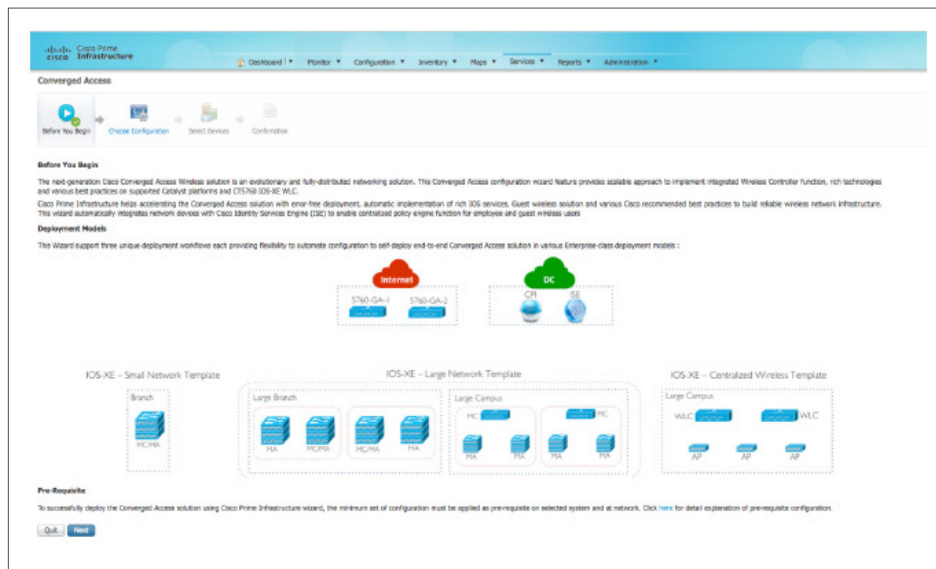 Cisco Prime
cisco Infrastructure
Dashboard Monitor Configuration Inventory Maps Services Reports Administration
Converged Access
Before You Begin Choose Configuration Select Devices Confirmation
Before You Begin
The next-generation Cisco Converged Access Wireless solution is an evolutionary and fully-distributed networking solution. This Converged Access configuration wizard feature provides scalable approach to implement integrated Wireless Controller function, rich technologies
and various best practices on supported Catalyst platforms and CT5760 IOS-XE WLC.
Cisco Prime Infrastructure helps accelerating the Converged Access solution with error-free deployment, automatic implementation of rich IOS services, Guest wireless solution and various Cisco recommended best practices to build reliable wireless network infrastructure.
This wizard automatically integrates network devices with Cisco Identity Services Engine (ISE) to enable centralized policy engine function for employee and guest wireless users
Deployment Models
This Wizard support three unique deployment workflows each providing flexibility to automate configuration to self-deploy end-to-end Converged Access solution in various Enterprise-class deployment models :
Internet DC
5760-GA-1 5760-GA-2 CPI ISE
IOS-XE – Small Network Template IOS-XE – Large Network Template IOS-XE – Centralized Wireless Template
Branch Large Branch Large Campus Large Campus
MC MC WLC WLC
MC/MA MA MC/MA MC/MA MA MA MA MA MA AP AP AP
Pre-Requisite
To successfully deploy the Converged Access solution using Cisco Prime Infrastructure wizard, the minimum set of configuration must be applied as pre-requisite on selected system and at network. Click here for detail explanation of pre-requisite configuration.
Quit Next